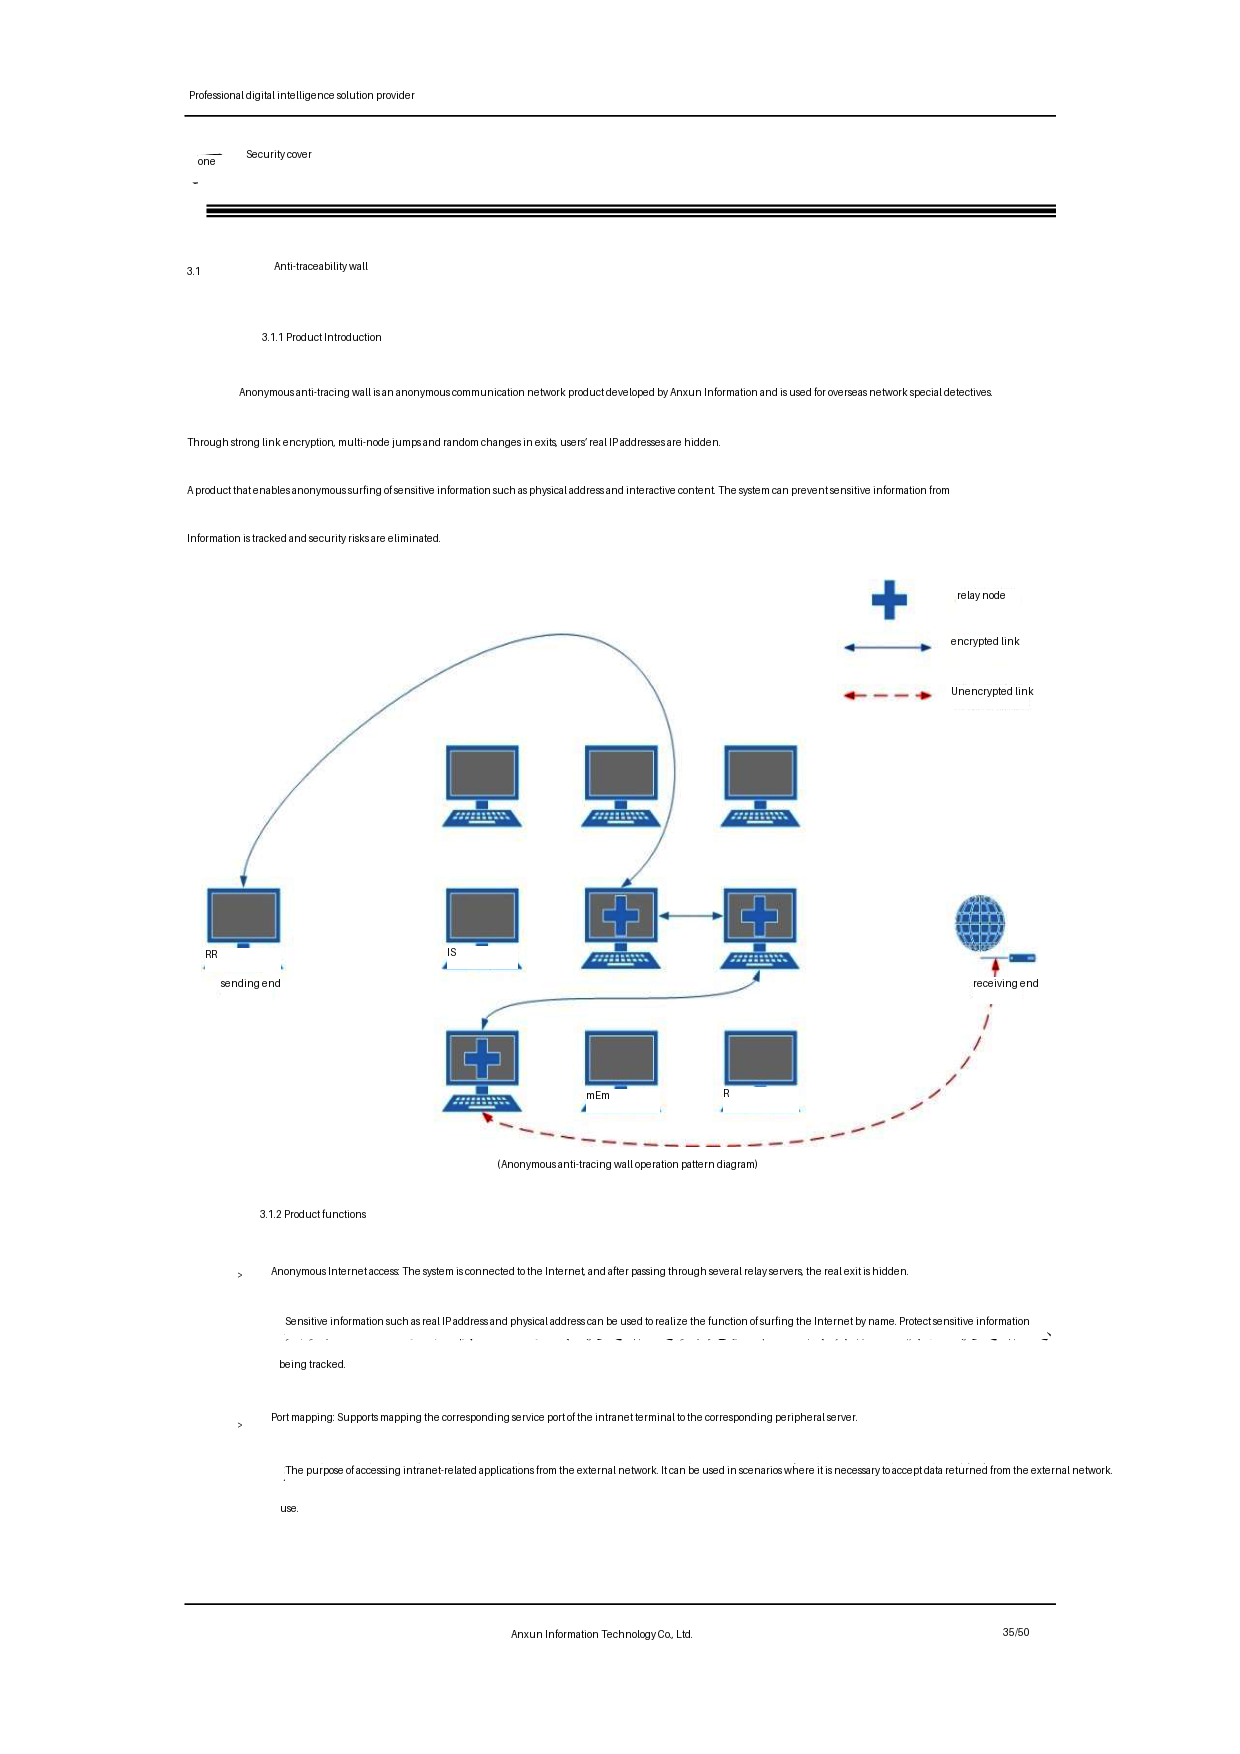 Professional digital intelligence solution provider
one
Security cover
3.1
Anti-traceability wall
3.1.1 Product Introduction
Anonymous anti-tracing wall is an anonymous communication network product developed by Anxun Information and is used for overseas network special detectives.
Through strong link encryption, multi-node jumps and random changes in exits, users' real IP addresses are hidden.
A product that enables anonymous surfing of sensitive information such as physical address and interactive content. The system can prevent sensitive information from
Information is tracked and security risks are eliminated.
relay node
encrypted link
Unencrypted link
RR
IS
sending end
receiving end
mEm
R
(Anonymous anti-tracing wall operation pattern diagram)
3.1.2 Product functions
> Anonymous Internet access: The system is connected to the Internet, and after passing through several relay servers, the real exit is hidden.
Sensitive information such as real IP address and physical address can be used to realize the function of surfing the Internet by name. Protect sensitive information
being tracked.
> Port mapping: Supports mapping the corresponding service port of the intranet terminal to the corresponding peripheral server.
The purpose of accessing intranet-related applications from the external network. It can be used in scenarios where it is necessary to accept data returned from the external network.
use.
Anxun Information Technology Co., Ltd.
35/50